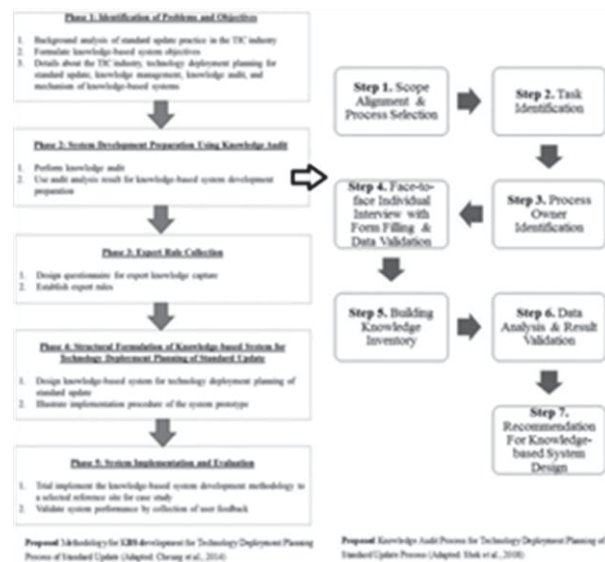 Phase 1: Identification of Problems and Objectives
1. Background analysis of standard update practice in the TIC industry
2. Formulate knowledge-based system objectives
3. Details about the TIC industry, technology deployment planning for
standard update, knowledge management, knowledge audit, and
mechanism of knowledge-based systems
Phase 2: System Development Preparation Using Knowledge Audit
1. Perform knowledge audit
2. Use audit analysis result for knowledge-based system development
preparation
Phase 3: Expert Rule Collection
1. Design questionnaire for expert knowledge capture
2. Establish expert rules
Phase 4: Structural Formulation of Knowledge-based System for
Technology Deployment Planning of Standard Update
1. Design knowledge-based system for technology deployment planning of
standard update
2. Illustrate implementation procedure of the system prototype
Phase 5: System Implementation and Evaluation
1. Trial implement the knowledge-based system development methodology to
a selected reference site for case study
2. Validate system performance by collection of user feedback
Proposed Methodology for KBS development for Technology Deployment Planning
Process of Standard Update (Adapted: Cheung et al., 2014)
Step 1. Scope
Alignment &
Process Selection
Step 2. Task
Identification
Step 3. Process
Owner
Identification
Step 4. Face-to-
face Individual
Interview with
Form Filling &
Data Validation
Step 5. Building
Knowledge
Inventory
Step 6. Data
Analysis & Result
Validation
Step 7.
Recommendation
For Knowledge-
based System
Design
Proposed Knowledge Audit Process for Technology Deployment Planning of
Standard Update Process (Adapted: Shek et al., 2008)